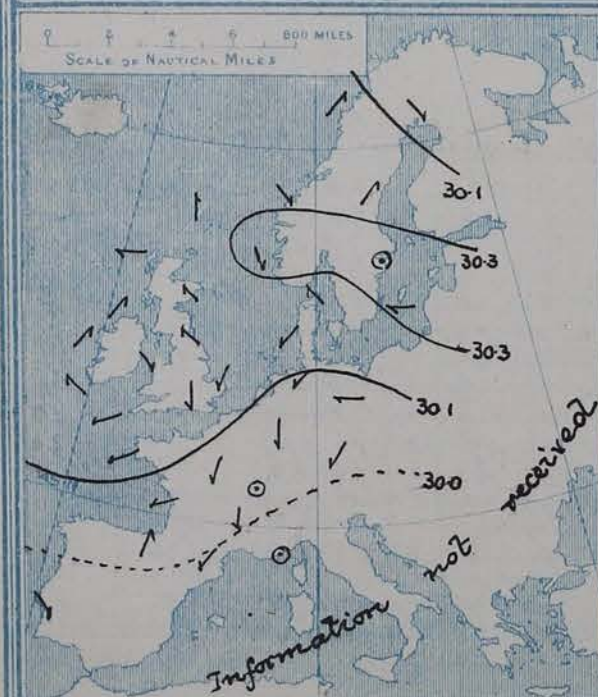 800 MILES
SCALE OF NAUTICAL MILES
30.1
30.3
30.3
30.1
30.0
Information not received